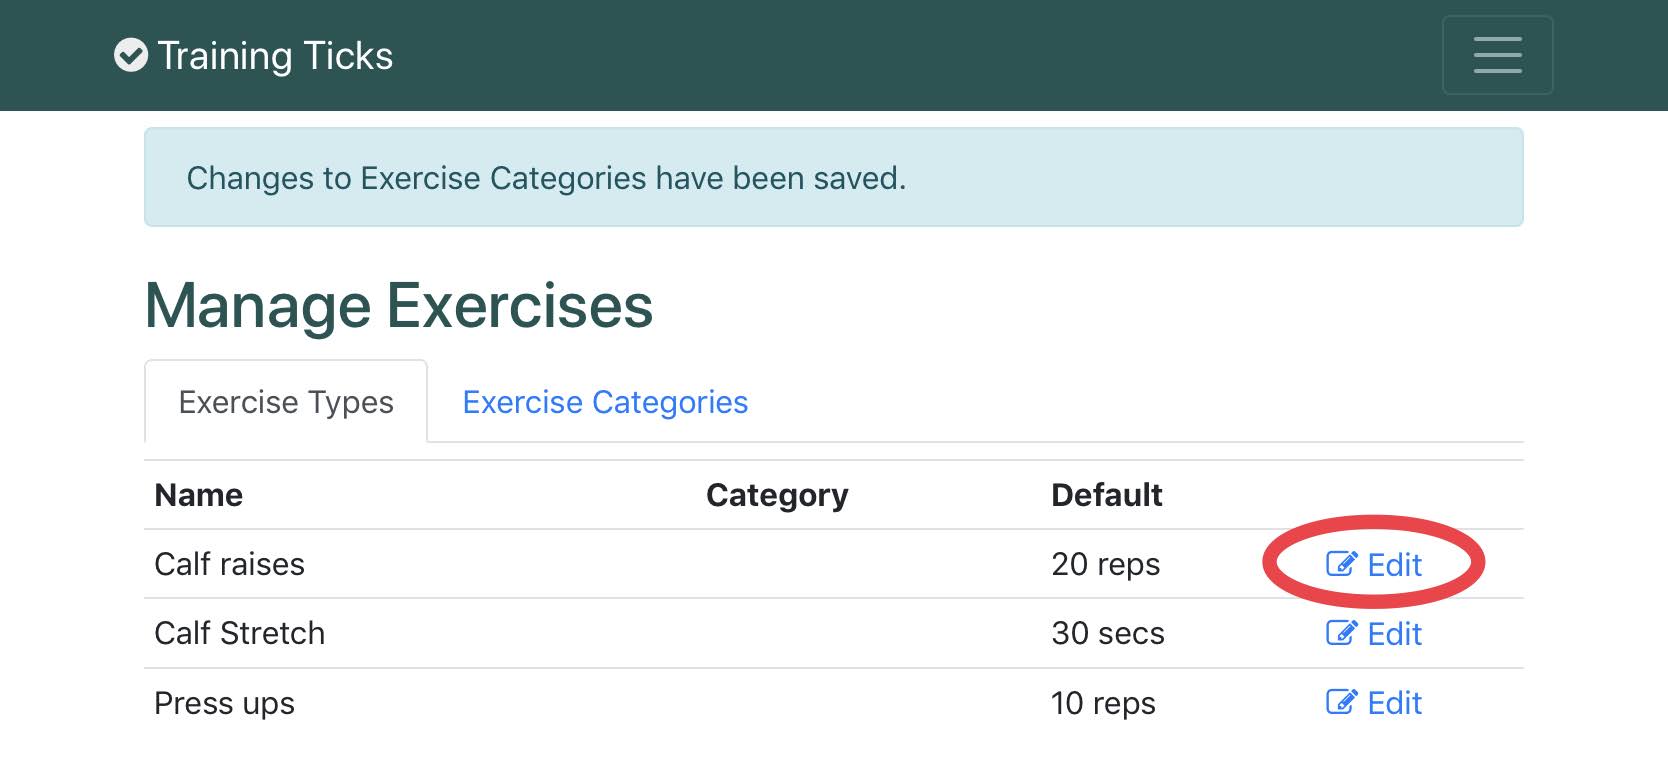 Training Ticks
Changes to Exercise Categories have been saved.
Manage Exercises
Exercise Types Exercise Categories
Name Category Default
Calf raises 20 reps Edit
Calf Stretch 30 secs Edit
Press ups 10 reps Edit